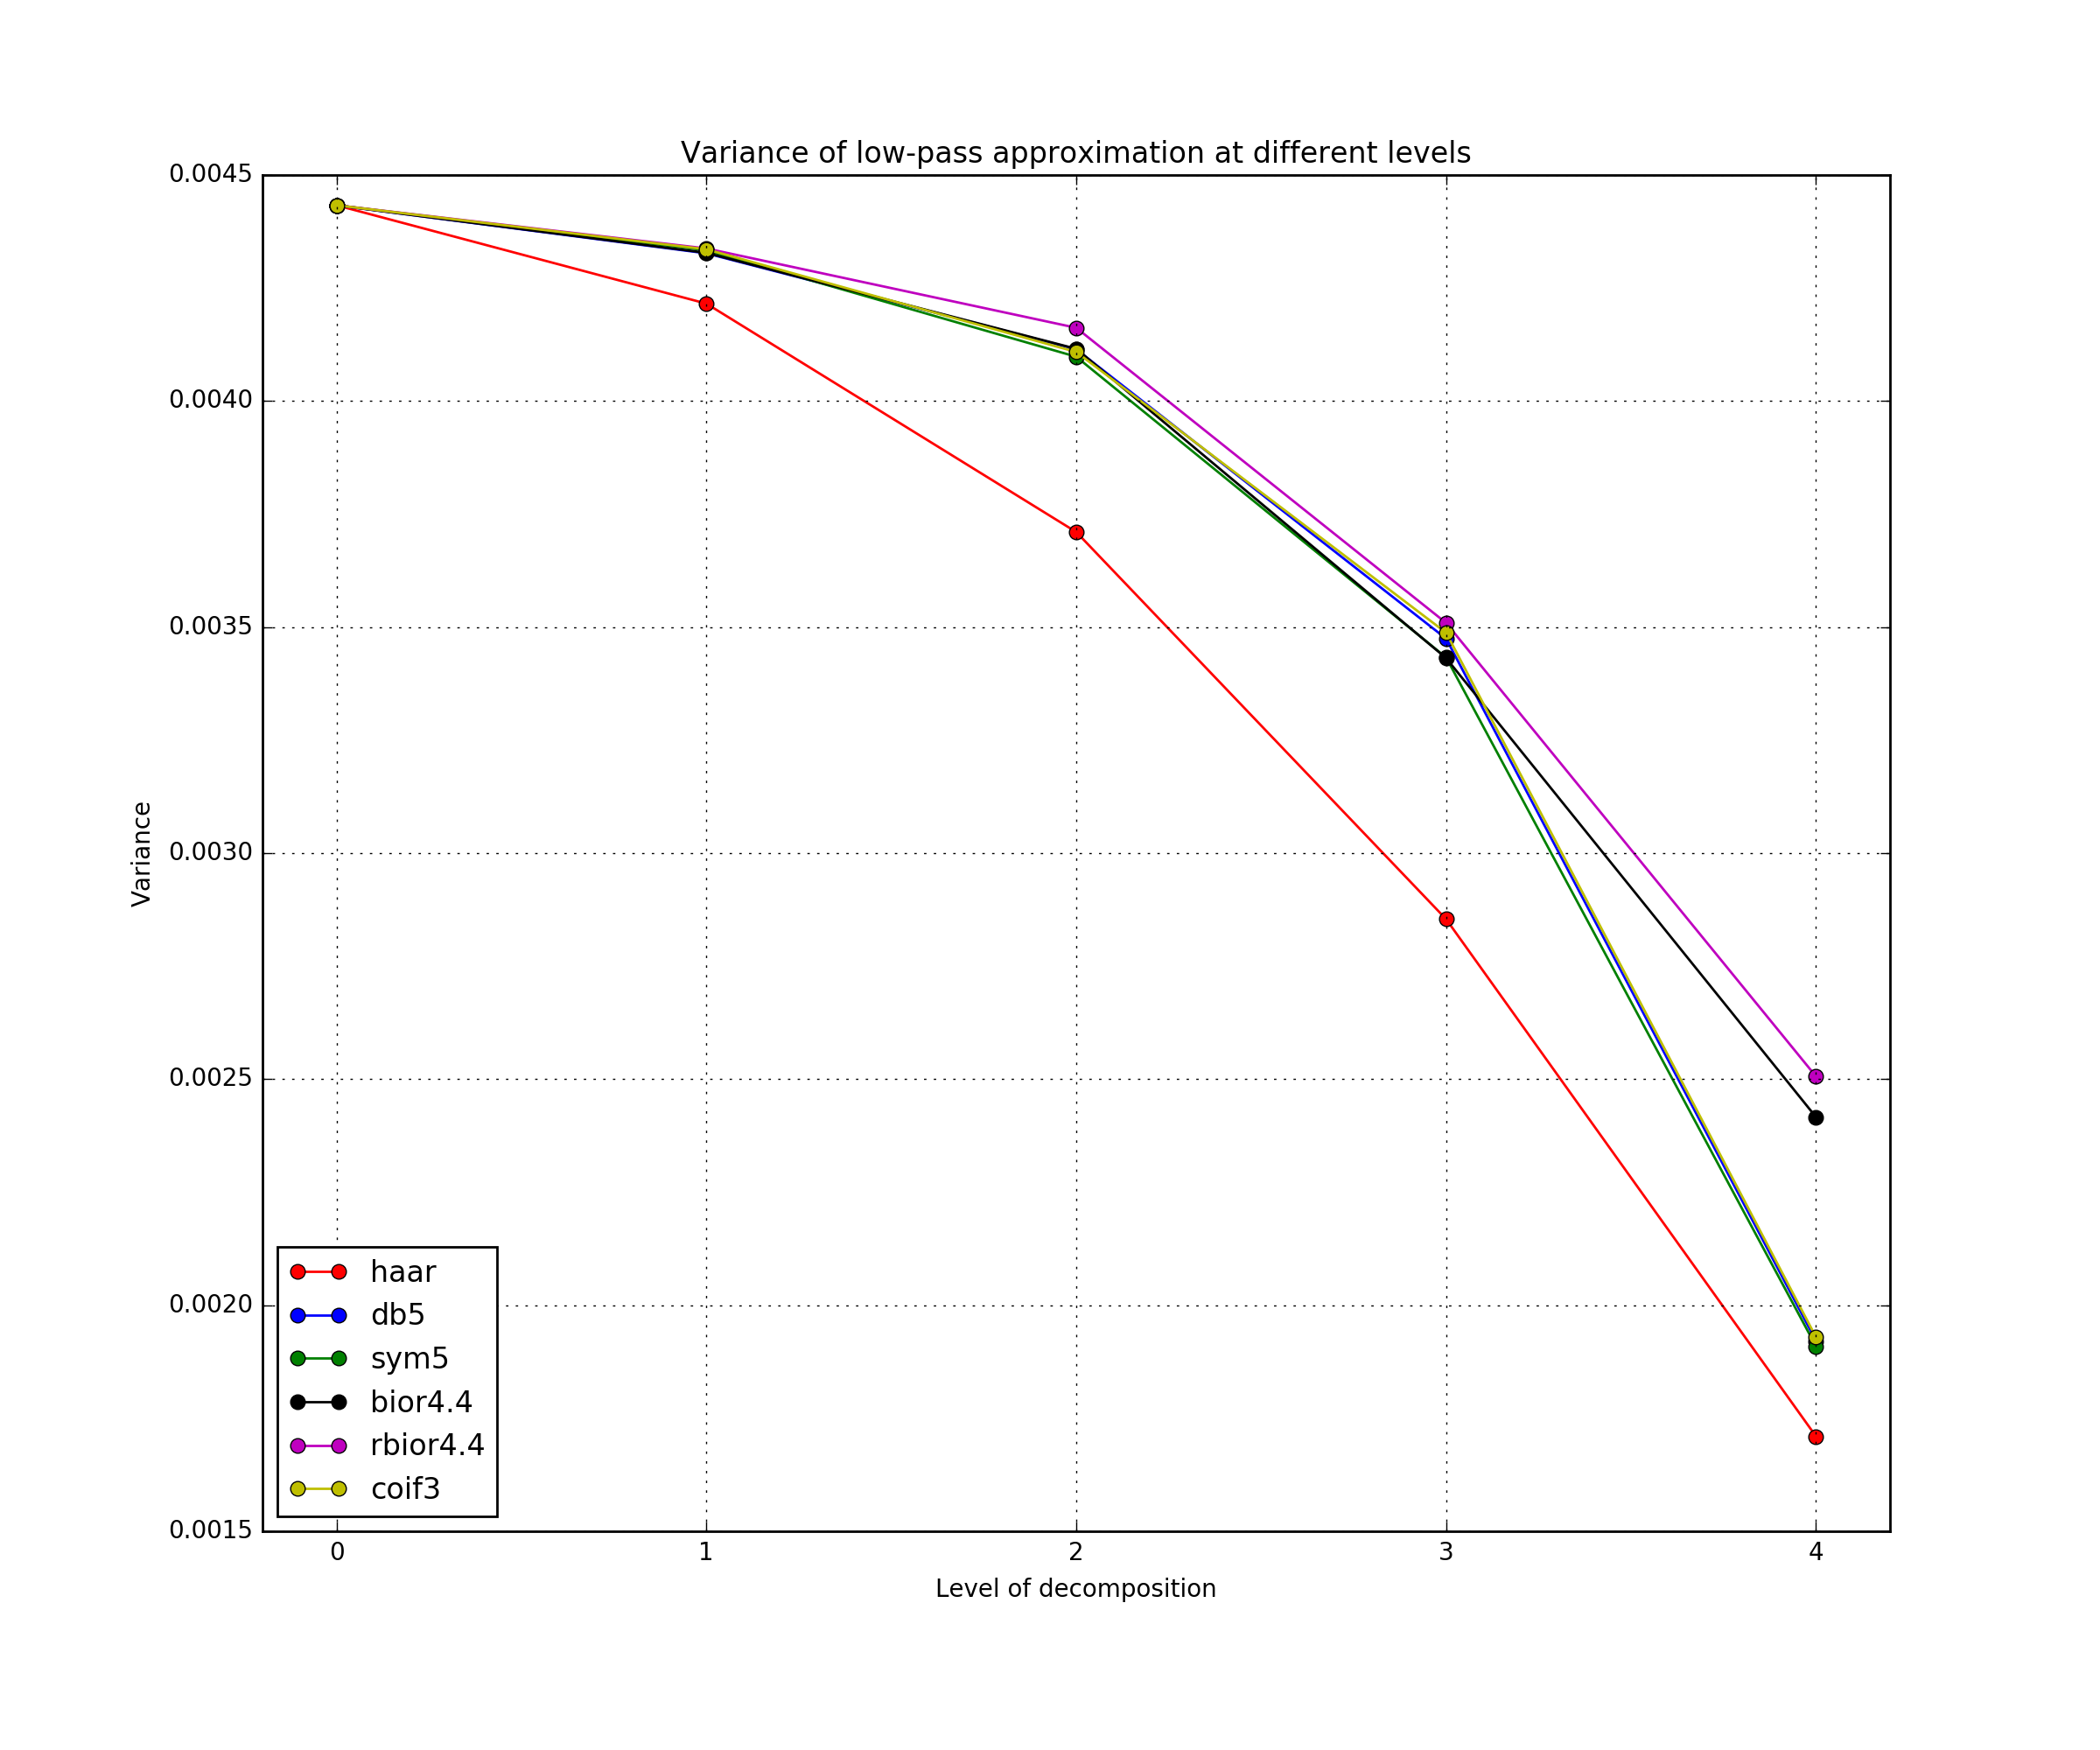 Variance of low-pass approximation at different levels
0.0045
0.0040
0.0035
0.0030
0.0025
0.0020
0.0015
Variance
haar
db5
sym5
bior4.4
rbior4.4
coif3
0 1 2 3 4
Level of decomposition